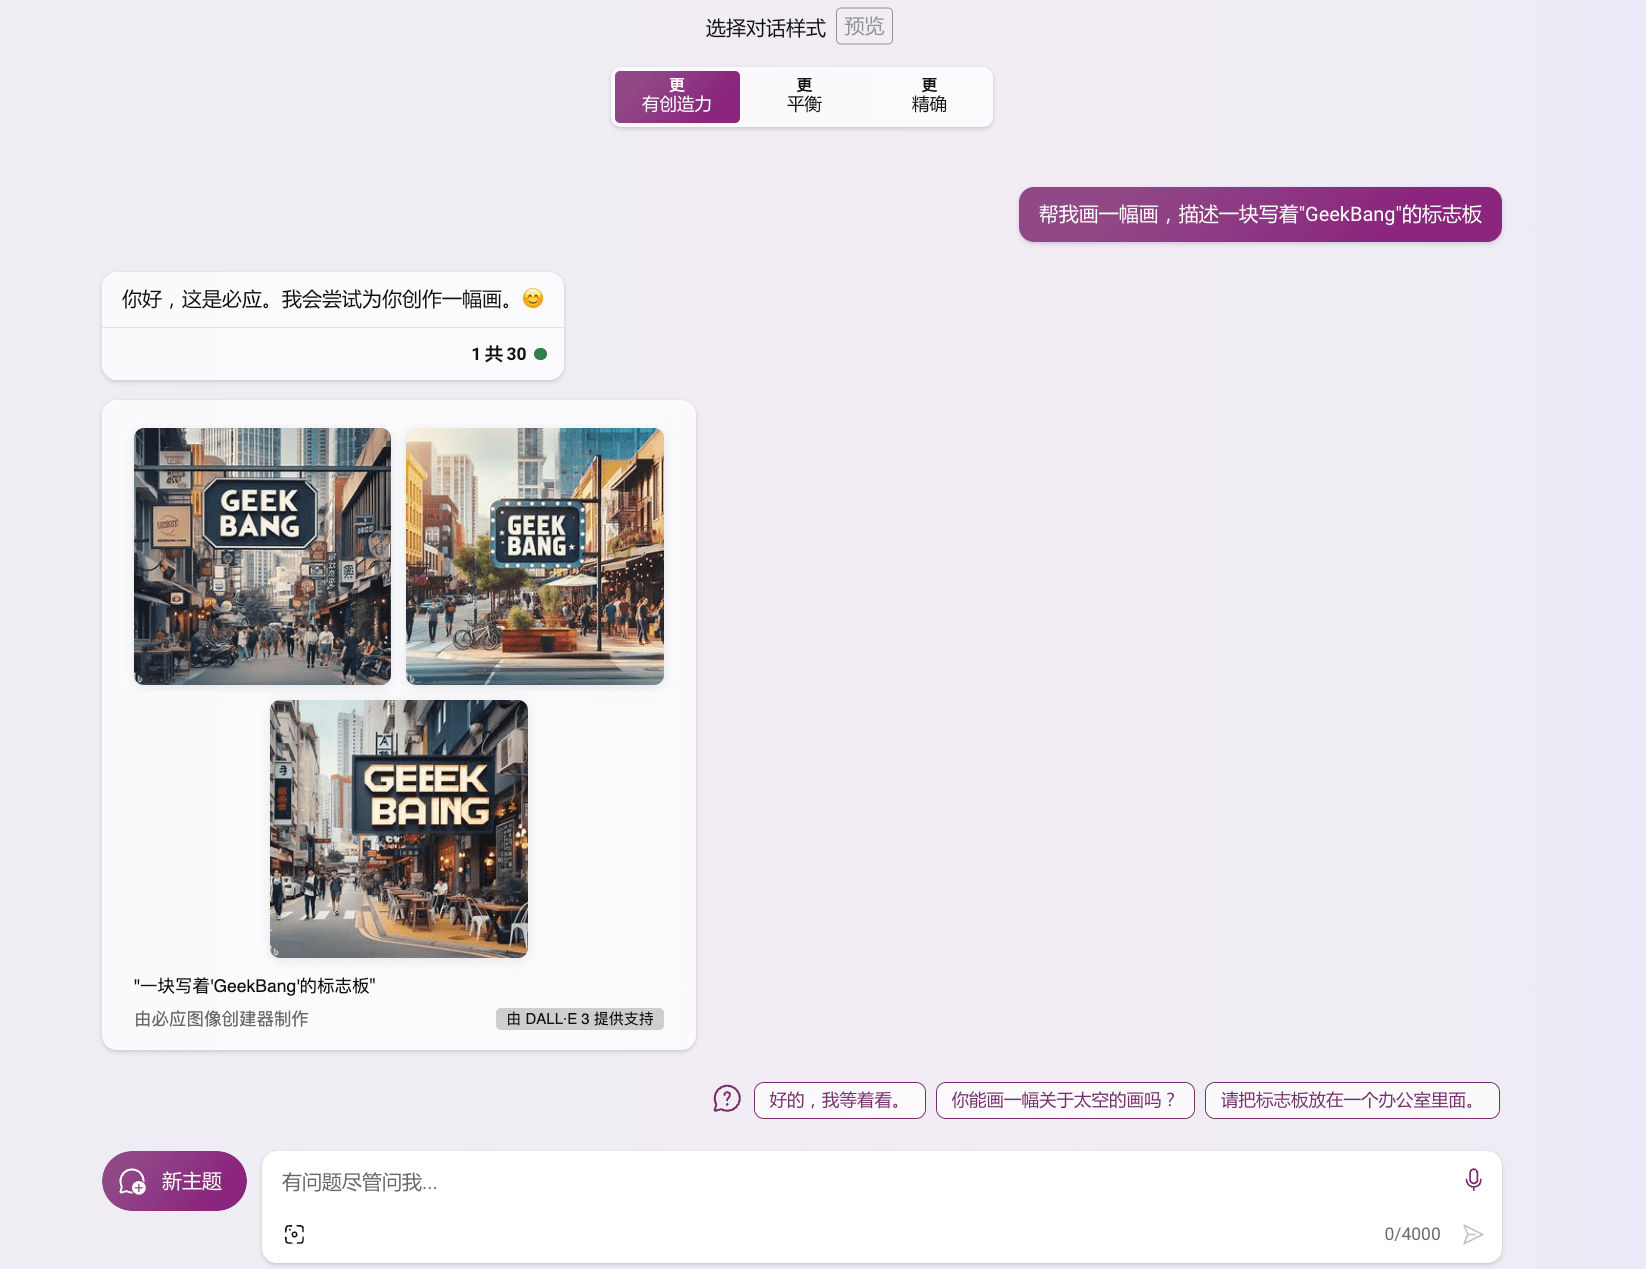 选择对话样式 预览
更
有创造力
更
平衡
更
精确
帮我画一幅画，描述一块写着"GeekBang"的标志板
你好，这是必应。我会尝试为你创作一幅画。😊
1 共 30
GEEK
BANG
GEEK
BANG
GEEEK
BAING
"一块写着'GeekBang'的标志板"
由必应图像创建器制作
由 DALL·E 3 提供支持
好的，我等着看。
你能画一幅关于太空的画吗？
请把标志板放在一个办公室里面。
新主题
有问题尽管问我...
0/4000